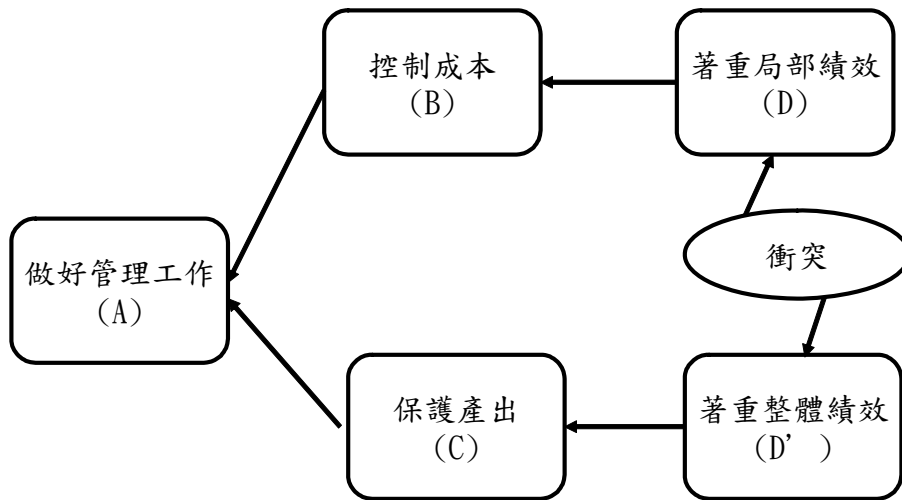 控制成本
(B)
著重局部績效
(D)
做好管理工作
(A)
衝突
保護產出
(C)
著重整體績效
(D’ )